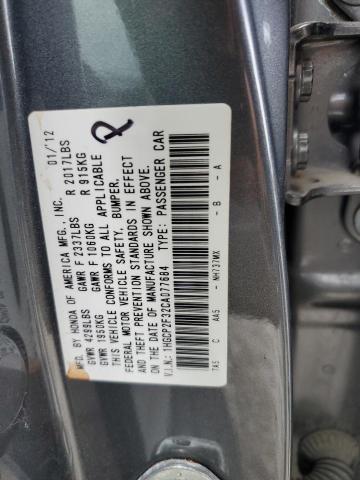 MFD. BY HONDA OF AMERICA MFG., INC. 01/'12
GVWR 4299LBS GAWR F 2337LBS R 2017LBS
GVWR 1950KG GAWR F 1060KG R 915KG
THIS VEHICLE CONFORMS TO ALL APPLICABLE
FEDERAL MOTOR VEHICLE SAFETY, BUMPER,
AND THEFT PREVENTION STANDARDS IN EFFECT
ON THE DATE OF MANUFACTURE SHOWN ABOVE.
V.I.N.: 1HGCP2F32CA077684 TYPE: PASSENGER CAR
TA5 C AA5 - NH737MX - B - A